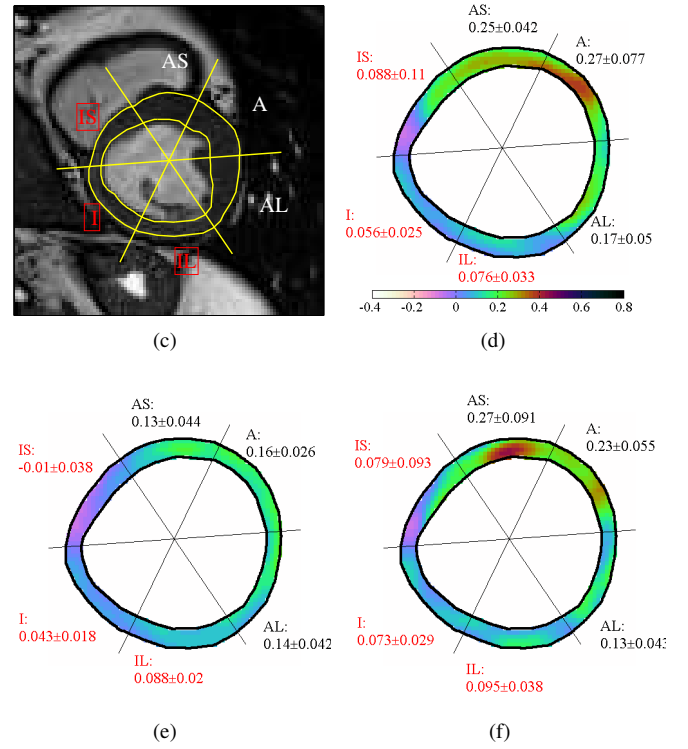 AS
A
IS
I
AL
IL
(c)
AS:
0.25±0.042
A:
0.27±0.077
IS:
0.088±0.11
I:
0.056±0.025
AL:
0.17±0.05
IL:
0.076±0.033
-0.4 -0.2 0 0.2 0.4 0.6 0.8
(d)
AS:
0.13±0.044
A:
0.16±0.026
IS:
-0.01±0.038
I:
0.043±0.018
AL:
0.14±0.042
IL:
0.088±0.02
(e)
AS:
0.27±0.091
A:
0.23±0.055
IS:
0.079±0.093
I:
0.073±0.029
AL:
0.13±0.043
IL:
0.095±0.038
(f)